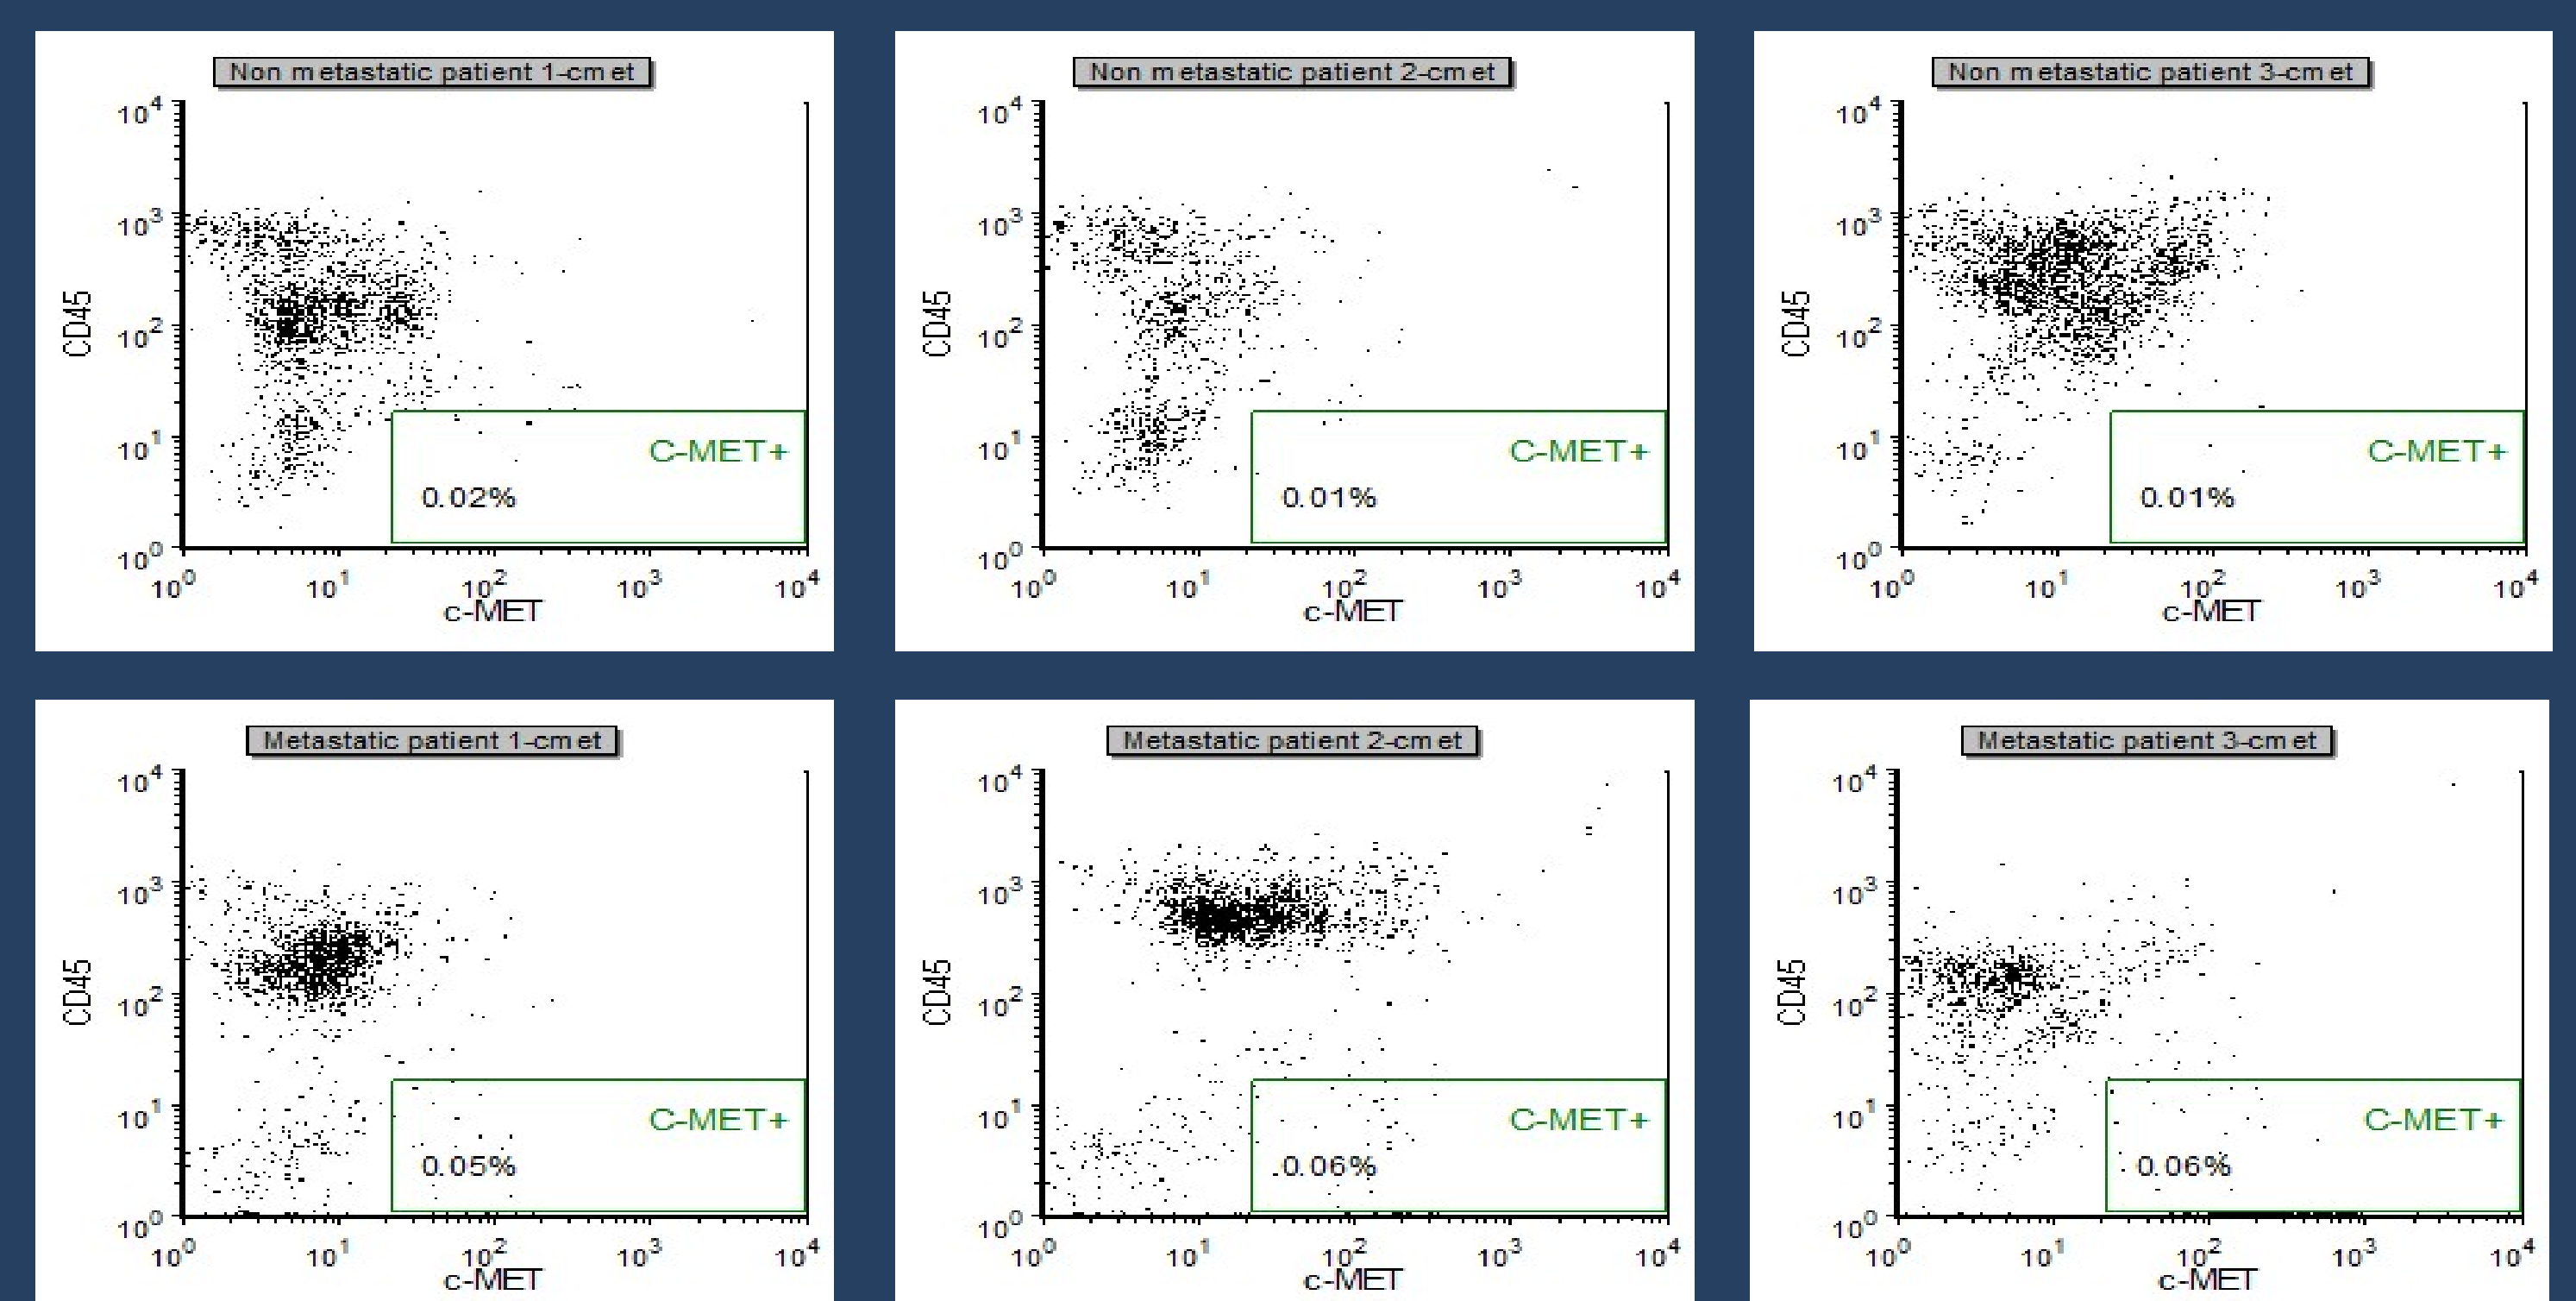 Non metastatic patient 1-cmet
10^4
10^3
CD45
10^2
10^1
C-MET+
0.02%
10^0
10^0 10^1 10^2 10^3 10^4
c-MET
Non metastatic patient 2-cmet
10^4
10^3
CD45
10^2
10^1
C-MET+
0.01%
10^0
10^0 10^1 10^2 10^3 10^4
c-MET
Non metastatic patient 3-cmet
10^4
10^3
CD45
10^2
10^1
C-MET+
0.01%
10^0
10^0 10^1 10^2 10^3 10^4
c-MET
Metastatic patient 1-cmet
10^4
10^3
CD45
10^2
10^1
C-MET+
0.05%
10^0
10^0 10^1 10^2 10^3 10^4
c-MET
Metastatic patient 2-cmet
10^4
10^3
CD45
10^2
10^1
C-MET+
0.06%
10^0
10^0 10^1 10^2 10^3 10^4
c-MET
Metastatic patient 3-cmet
10^4
10^3
CD45
10^2
10^1
C-MET+
0.06%
10^0
10^0 10^1 10^2 10^3 10^4
c-MET